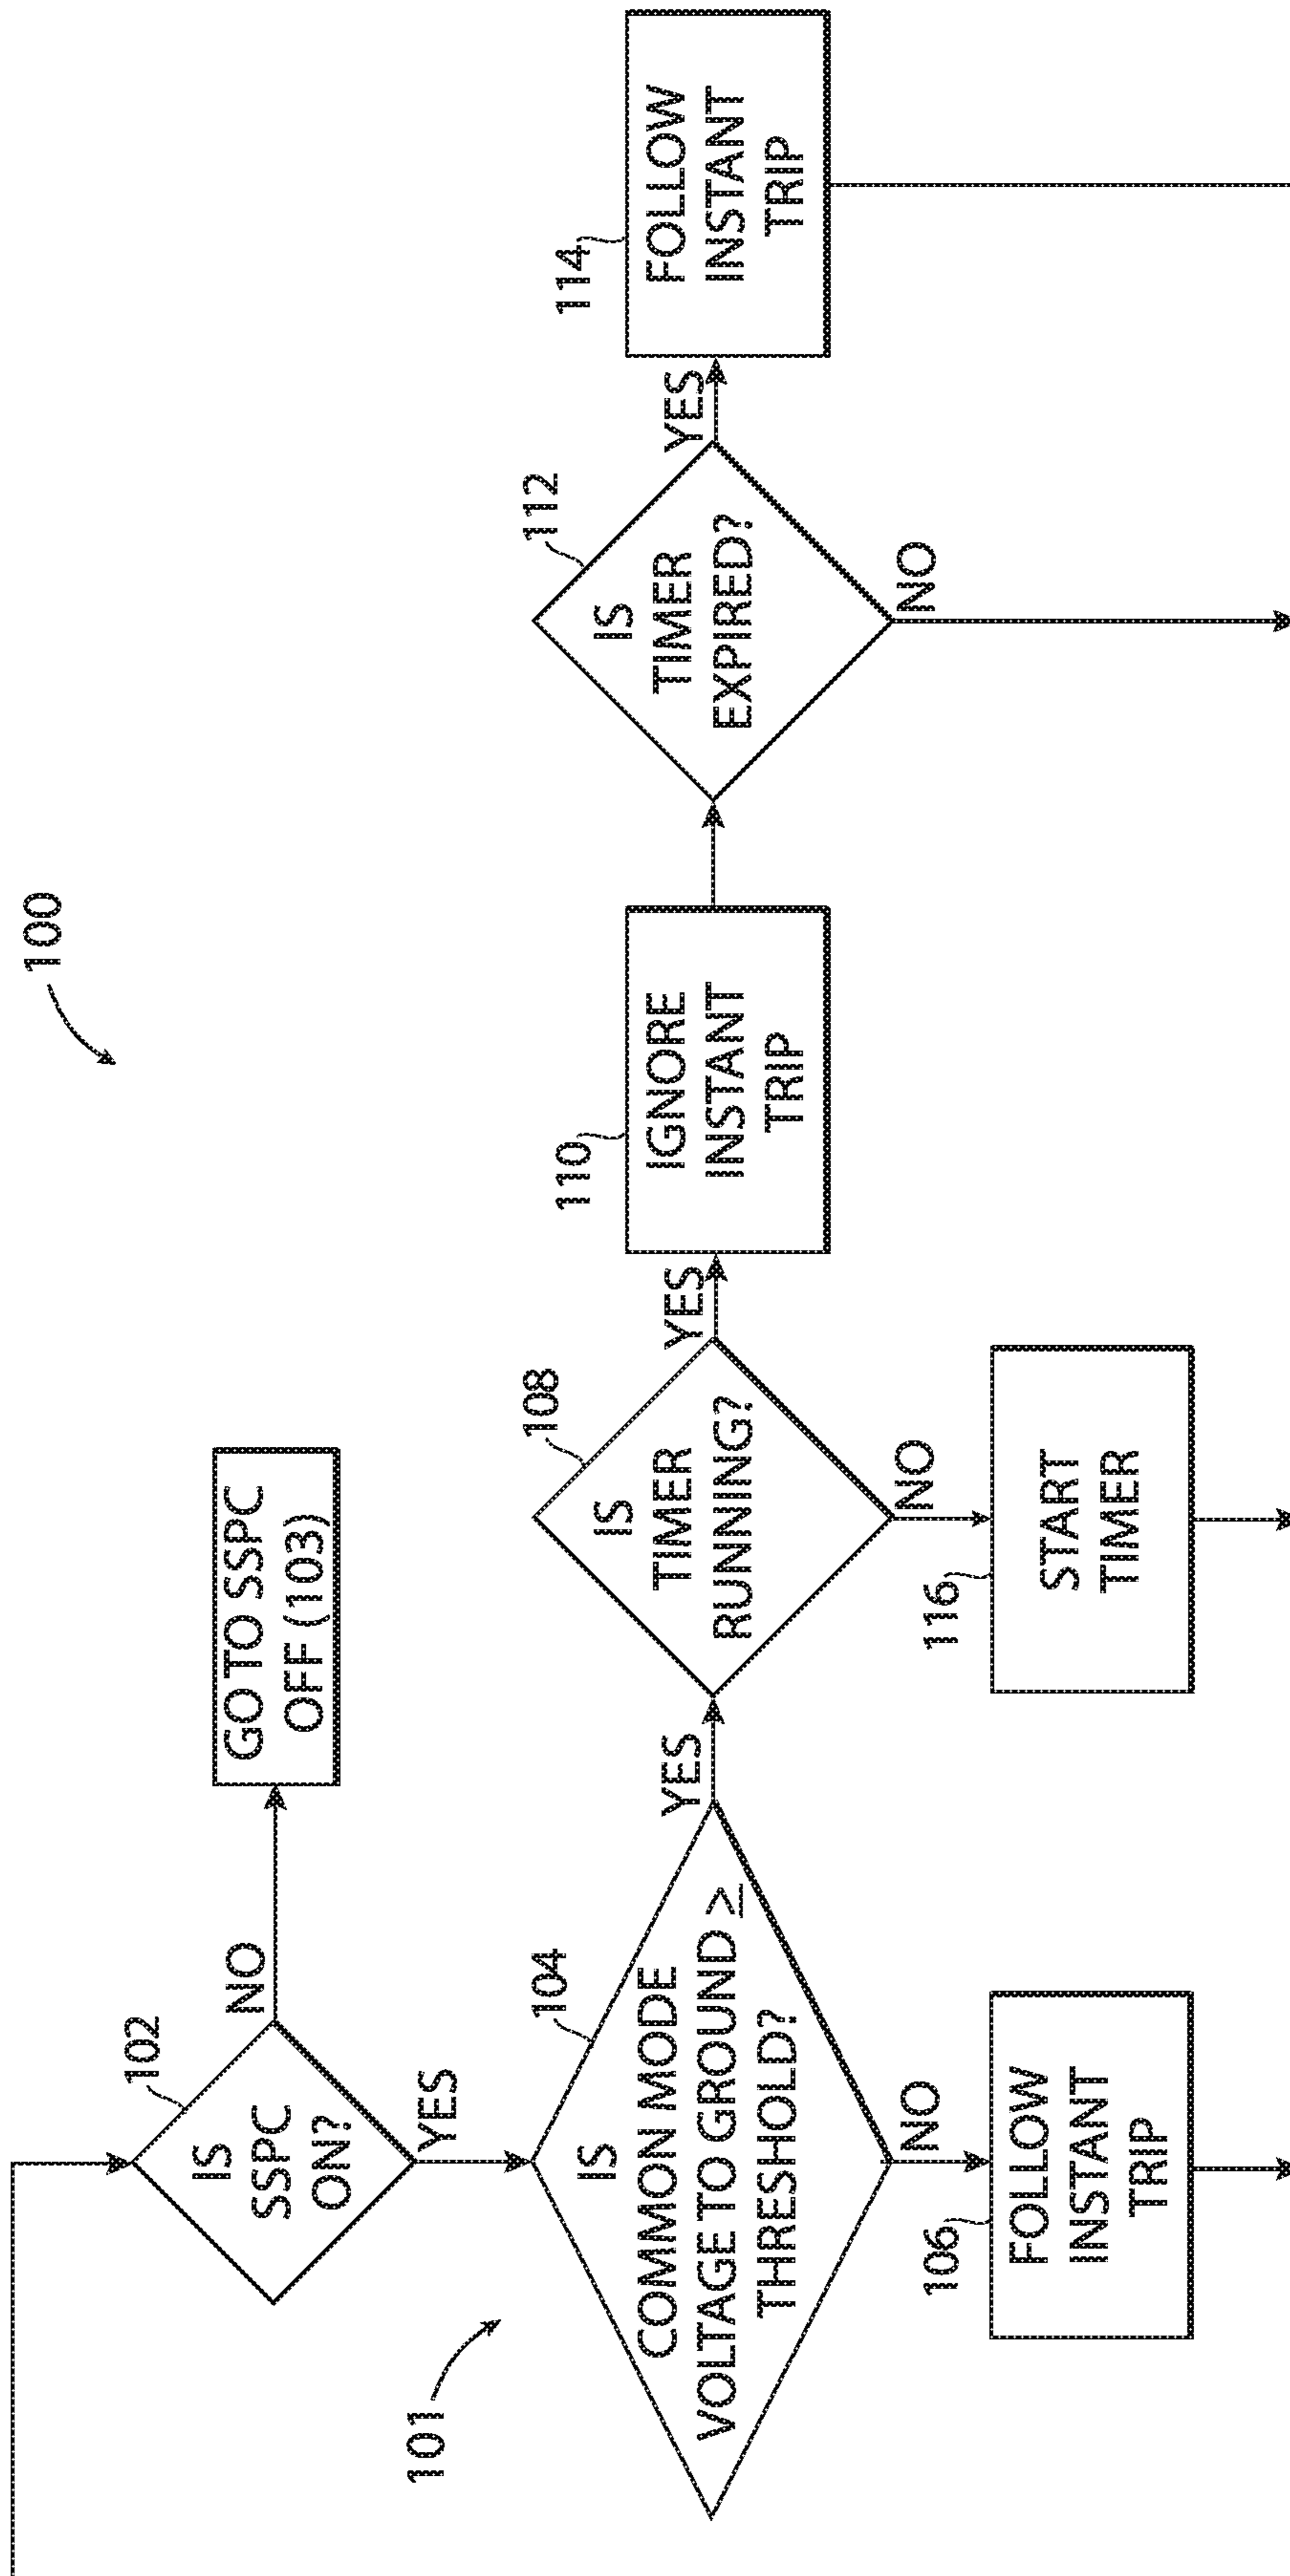 100
102
IS
SSPC
ON?
NO
GO TO SSPC
OFF (103)
YES
101
104
IS
COMMON MODE
VOLTAGE TO GROUND ≥
THRESHOLD?
YES
NO
106
FOLLOW
INSTANT
TRIP
108
IS
TIMER
RUNNING?
YES
NO
116
START
TIMER
110
IGNORE
INSTANT
TRIP
112
IS
TIMER
EXPIRED?
YES
NO
114
FOLLOW
INSTANT
TRIP